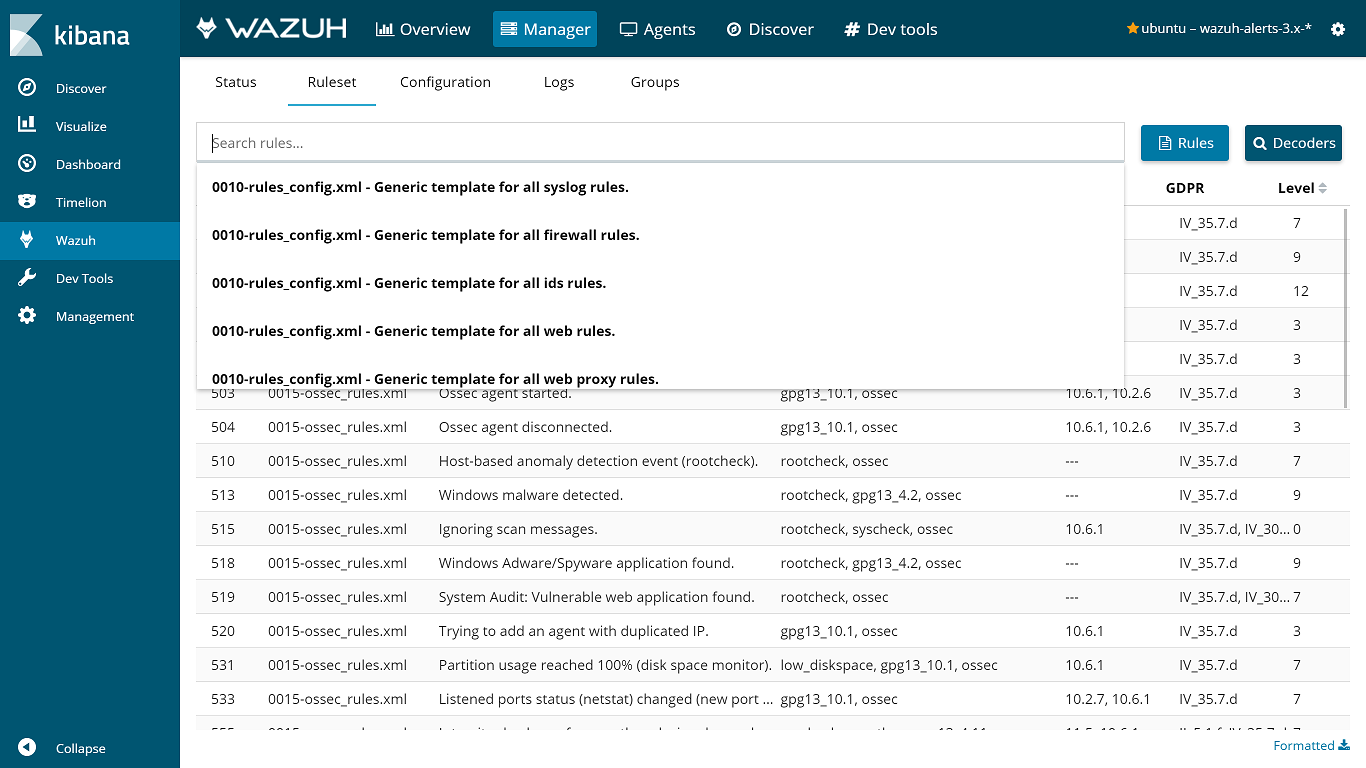 kibana
WAZUH Overview Manager Agents Discover Dev tools ubuntu – wazuh-alerts-3.x-*
Discover
Visualize
Dashboard
Timelion
Wazuh
Dev Tools
Management
Collapse
Status Ruleset Configuration Logs Groups
Search rules... Rules Decoders
0010-rules_config.xml - Generic template for all syslog rules.
0010-rules_config.xml - Generic template for all firewall rules.
0010-rules_config.xml - Generic template for all ids rules.
0010-rules_config.xml - Generic template for all web rules.
0010-rules_config.xml - Generic template for all web proxy rules.
GDPR Level
IV_35.7.d 7
IV_35.7.d 9
IV_35.7.d 12
IV_35.7.d 3
IV_35.7.d 3
503 0015-ossec_rules.xml Ossec agent started. gpg13_10.1, ossec 10.6.1, 10.2.6 IV_35.7.d 3
504 0015-ossec_rules.xml Ossec agent disconnected. gpg13_10.1, ossec 10.6.1, 10.2.6 IV_35.7.d 3
510 0015-ossec_rules.xml Host-based anomaly detection event (rootcheck). rootcheck, ossec --- IV_35.7.d 7
513 0015-ossec_rules.xml Windows malware detected. rootcheck, gpg13_4.2, ossec --- IV_35.7.d 9
515 0015-ossec_rules.xml Ignoring scan messages. rootcheck, syscheck, ossec 10.6.1 IV_35.7.d, IV_30... 0
518 0015-ossec_rules.xml Windows Adware/Spyware application found. rootcheck, gpg13_4.2, ossec --- IV_35.7.d 9
519 0015-ossec_rules.xml System Audit: Vulnerable web application found. rootcheck, ossec --- IV_35.7.d, IV_30... 7
520 0015-ossec_rules.xml Trying to add an agent with duplicated IP. gpg13_10.1, ossec 10.6.1 IV_35.7.d 3
531 0015-ossec_rules.xml Partition usage reached 100% (disk space monitor). low_diskspace, gpg13_10.1, ossec 10.6.1 IV_35.7.d 7
533 0015-ossec_rules.xml Listened ports status (netstat) changed (new port ... gpg13_10.1, ossec 10.2.7, 10.6.1 IV_35.7.d 7
Formatted